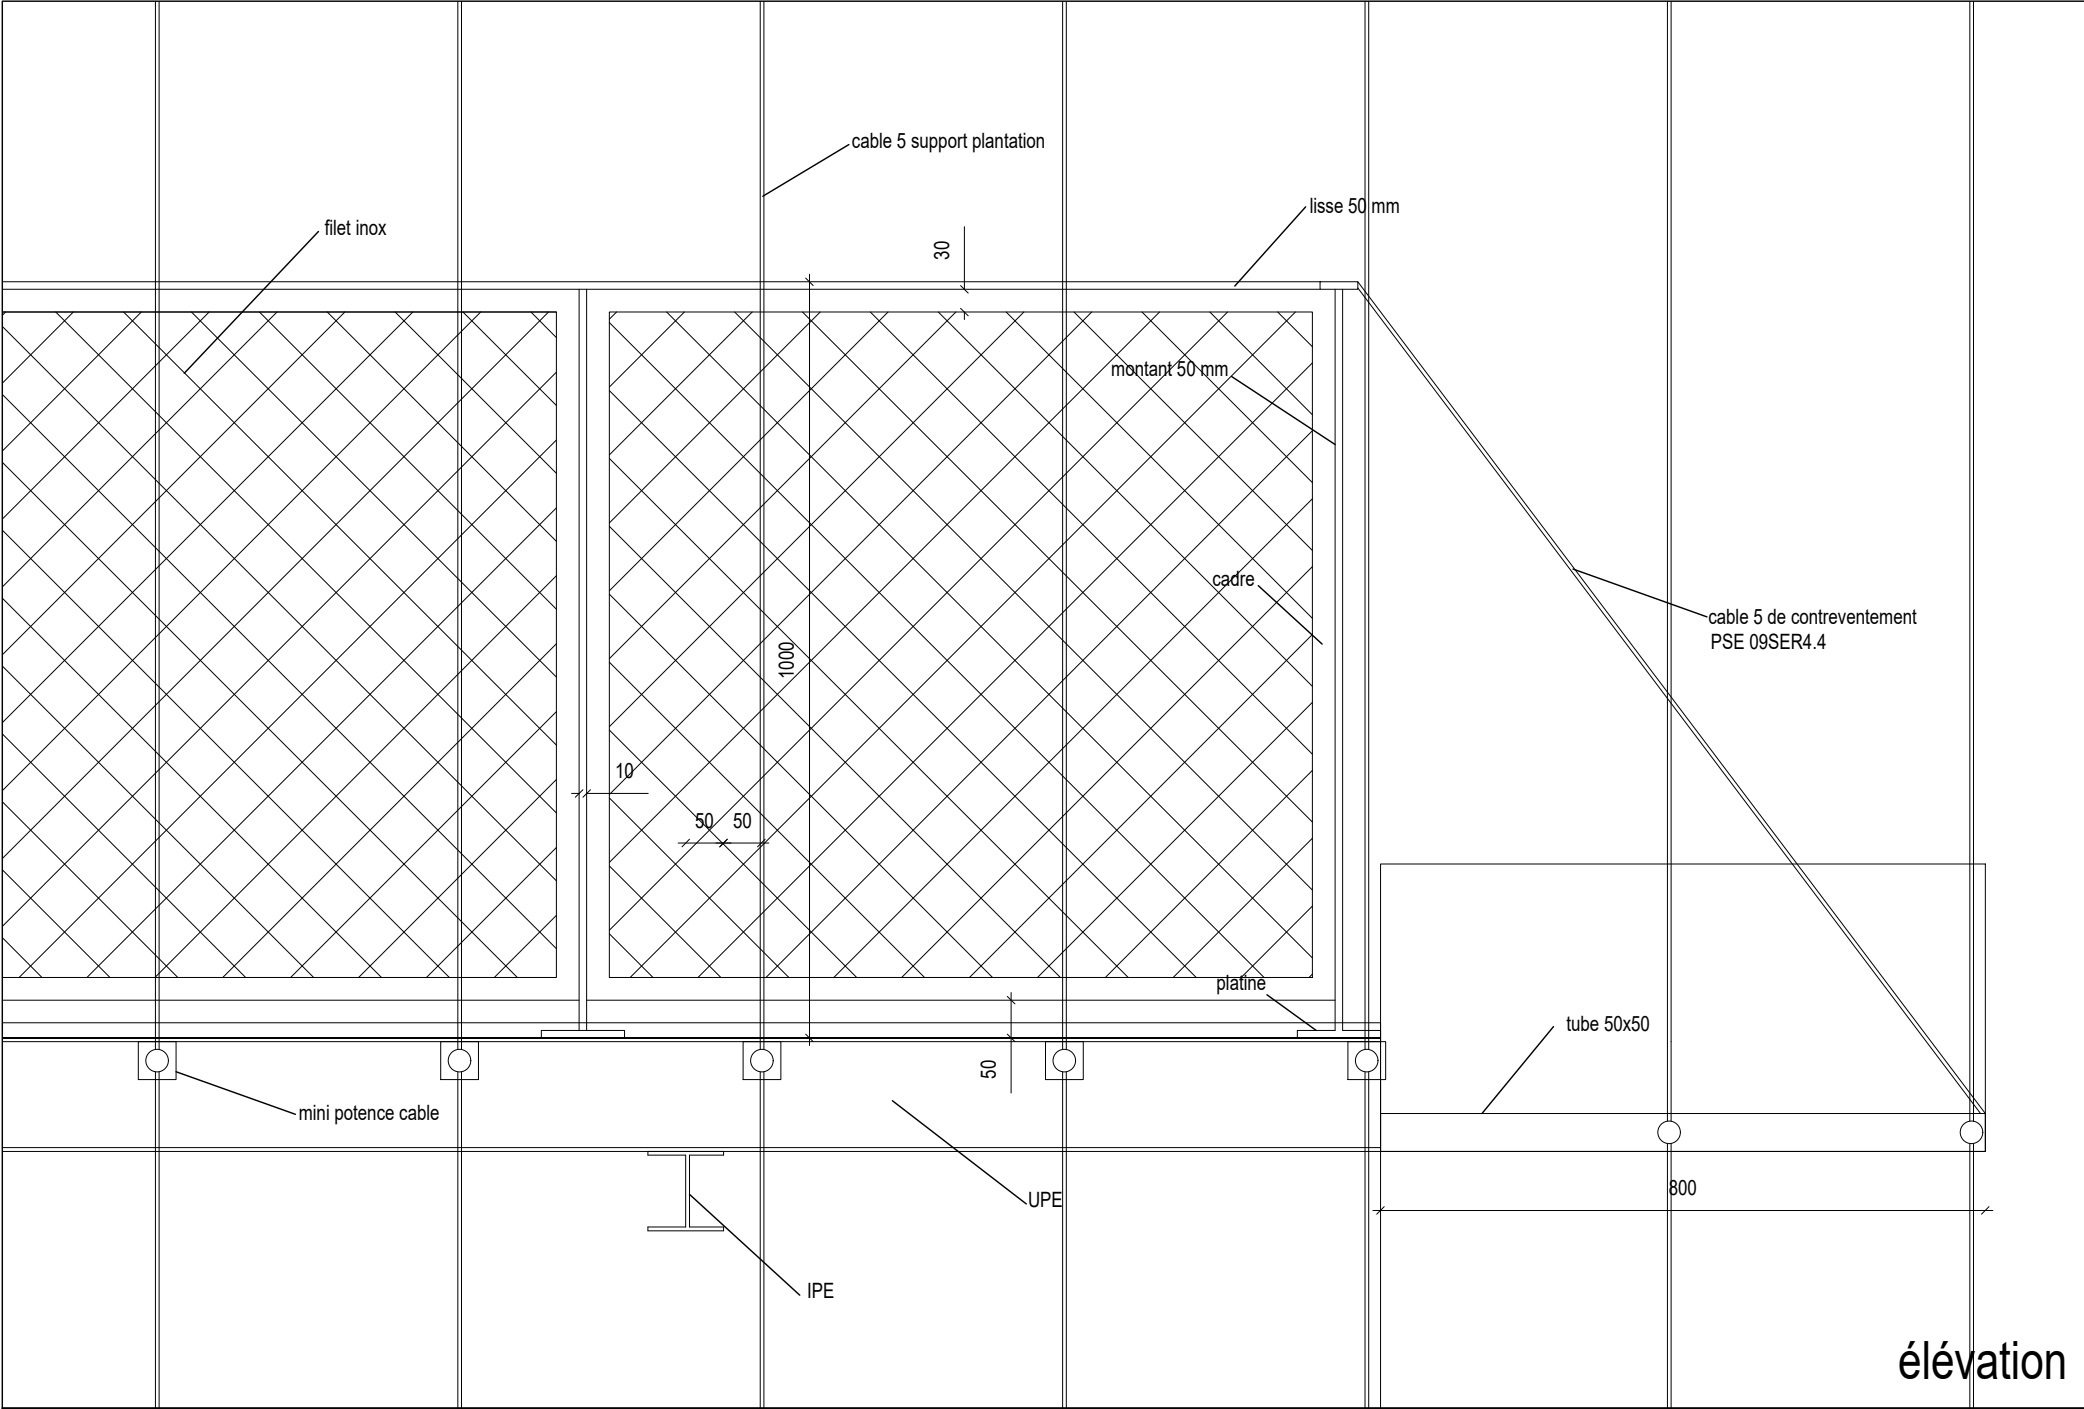 cable 5 support plantation
lisse 50 mm
filet inox
30
montant 50 mm
cadre
cable 5 de contreventement
PSE 09SER4.4
1000
10
50
50
platine
tube 50x50
50
mini potence cable
800
UPE
IPE
élévation